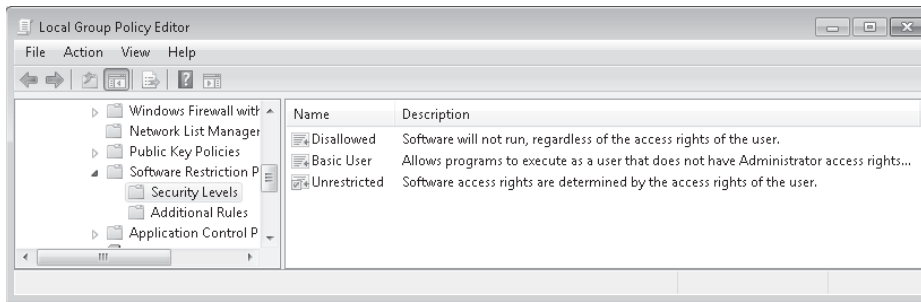 Local Group Policy Editor
File Action View Help
Windows Firewall with
Network List Manager
Public Key Policies
Software Restriction P
Security Levels
Additional Rules
Application Control P
Name Description
Disallowed Software will not run, regardless of the access rights of the user.
Basic User Allows programs to execute as a user that does not have Administrator access rights...
Unrestricted Software access rights are determined by the access rights of the user.